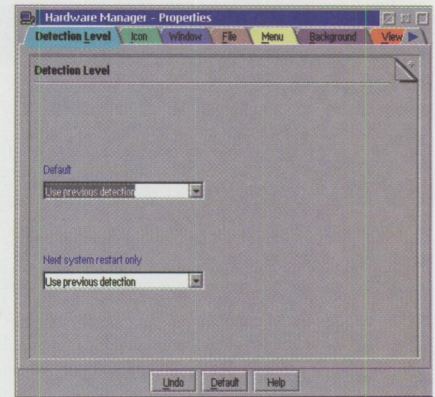 Hardware Manager - Properties
Detection Level Icon Window File Menu Background View
Detection Level
Default
Use previous detection
Next system restart only
Use previous detection
Undo Default Help